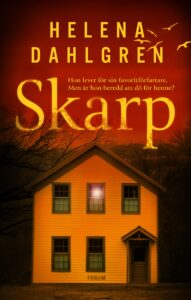 HELENA
DAHLGREN
Hon lever för sin favoritförfattare.
Men är hon beredd att dö för henne?
Skarp
FORUM